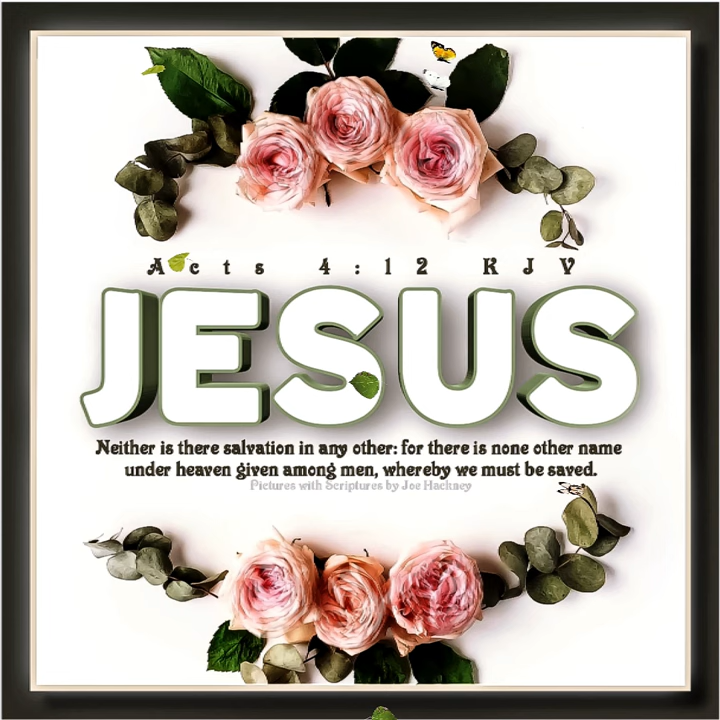 Acts 4:12 KJV
JESUS
Neither is there salvation in any other: for there is none other name
under heaven given among men, whereby we must be saved.
Pictures with Scriptures by Joe Hackney